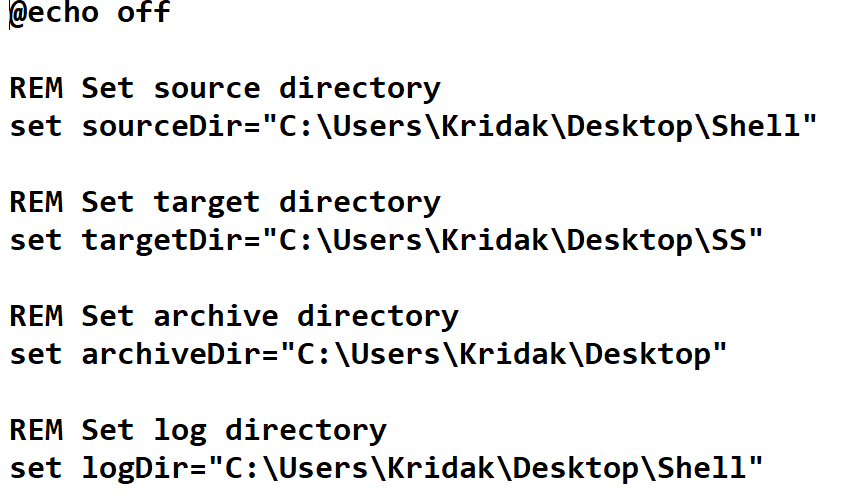 @echo off
REM Set source directory
set sourceDir="C:\Users\Kridak\Desktop\Shell"
REM Set target directory
set targetDir="C:\Users\Kridak\Desktop\SS"
REM Set archive directory
set archiveDir="C:\Users\Kridak\Desktop"
REM Set log directory
set logDir="C:\Users\Kridak\Desktop\Shell"